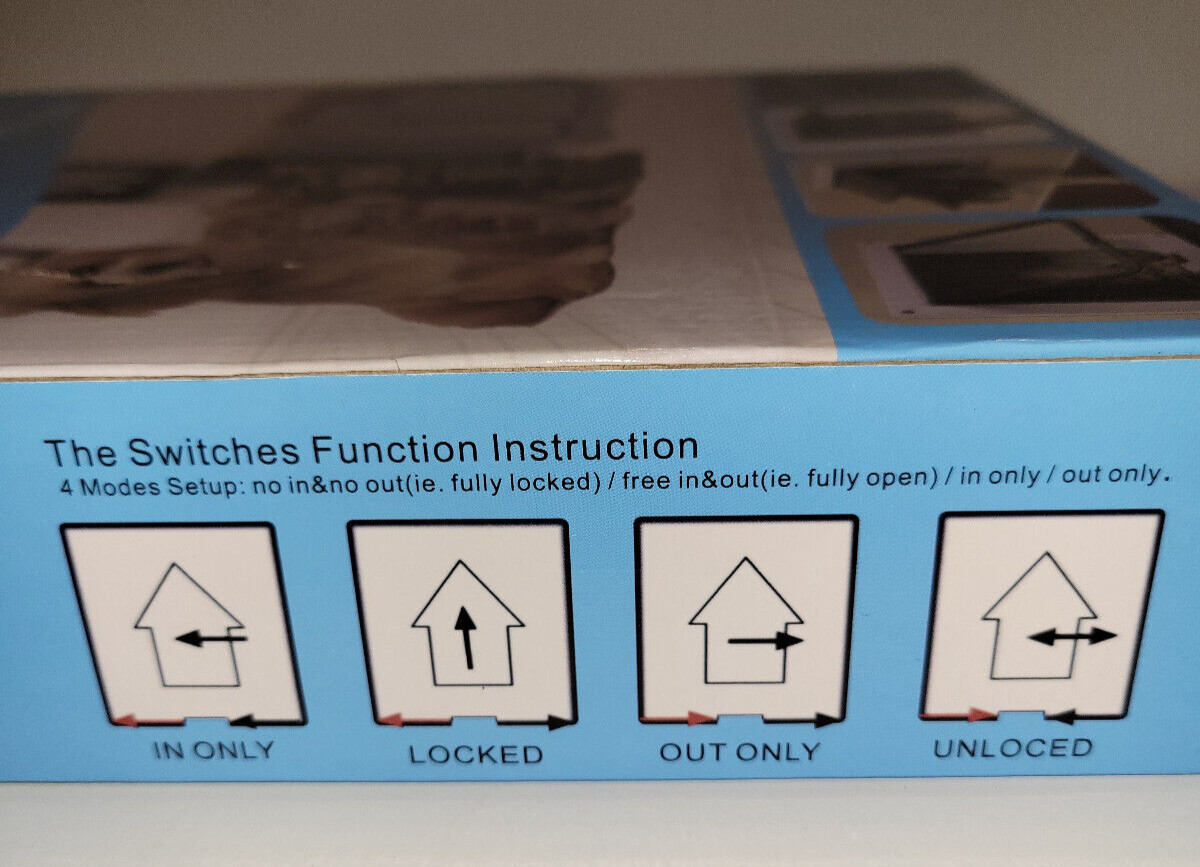 The Switches Function Instruction
4 Modes Setup: no in&no out(ie. fully locked) / free in&out(ie. fully open) / in only / out only.
IN ONLY
LOCKED
OUT ONLY
UNLOCED